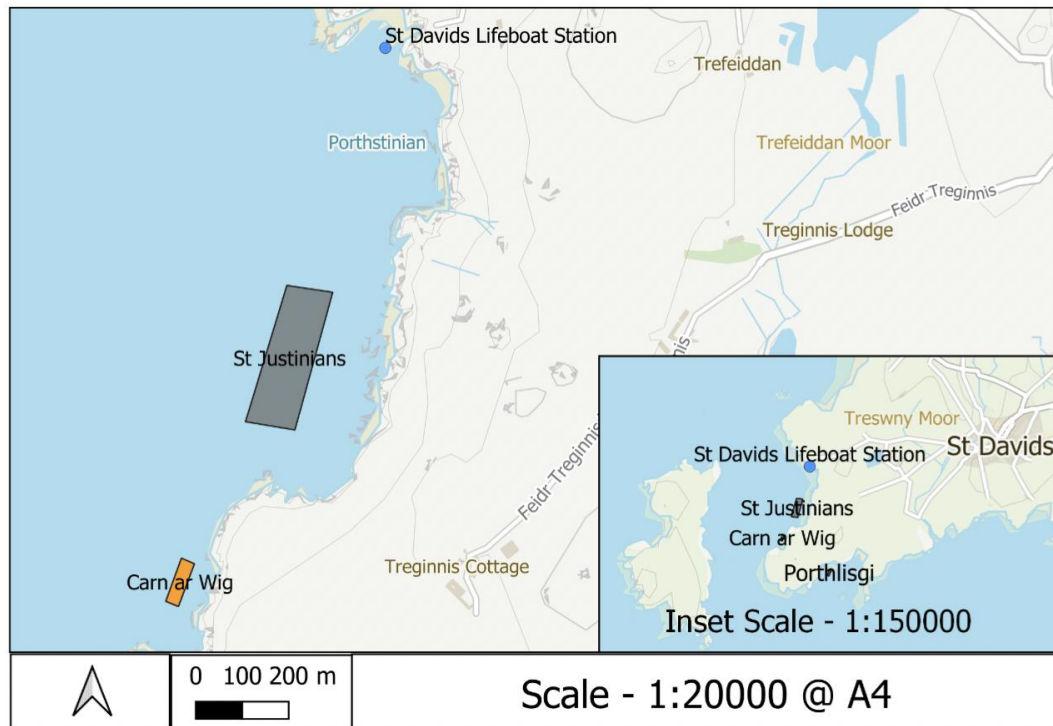 St Davids Lifeboat Station
Trefeiddan
Porthstinian
Trefeiddan Moor
Feidr Treginnis
Treginnis Lodge
St Justinians
nnis
Feidr Treginnis
Treginnis Cottage
Carn ar Wig
Treswny Moor
St Davids
St Davids Lifeboat Station
St Justinians
Carn ar Wig
Porthlisgi
Inset Scale - 1:150000
0 100 200 m
Scale - 1:20000 @ A4